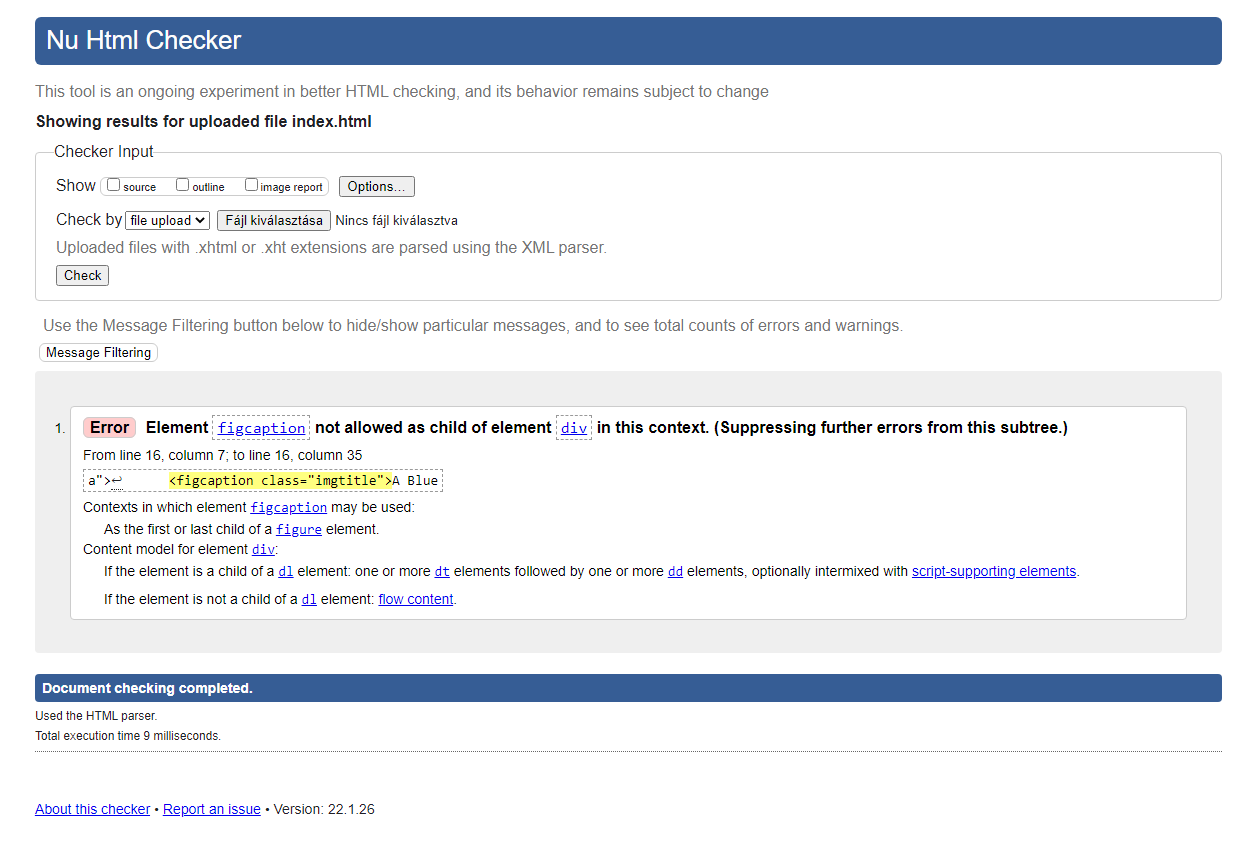 Nu Html Checker
This tool is an ongoing experiment in better HTML checking, and its behavior remains subject to change
Showing results for uploaded file index.html
Checker Input
Show source outline image report Options...
Check by file upload Fájl kiválasztása Nincs fájl kiválasztva
Uploaded files with .xhtml or .xht extensions are parsed using the XML parser.
Check
Use the Message Filtering button below to hide/show particular messages, and to see total counts of errors and warnings.
Message Filtering
1. Error Element figcaption not allowed as child of element div in this context. (Suppressing further errors from this subtree.)
From line 16, column 7; to line 16, column 35
a">↩ <figcaption class="imgtitle">A Blue
Contexts in which element figcaption may be used:
As the first or last child of a figure element.
Content model for element div:
If the element is a child of a dl element: one or more dt elements followed by one or more dd elements, optionally intermixed with script-supporting elements.
If the element is not a child of a dl element: flow content.
Document checking completed.
Used the HTML parser.
Total execution time 9 milliseconds.
About this checker • Report an issue • Version: 22.1.26